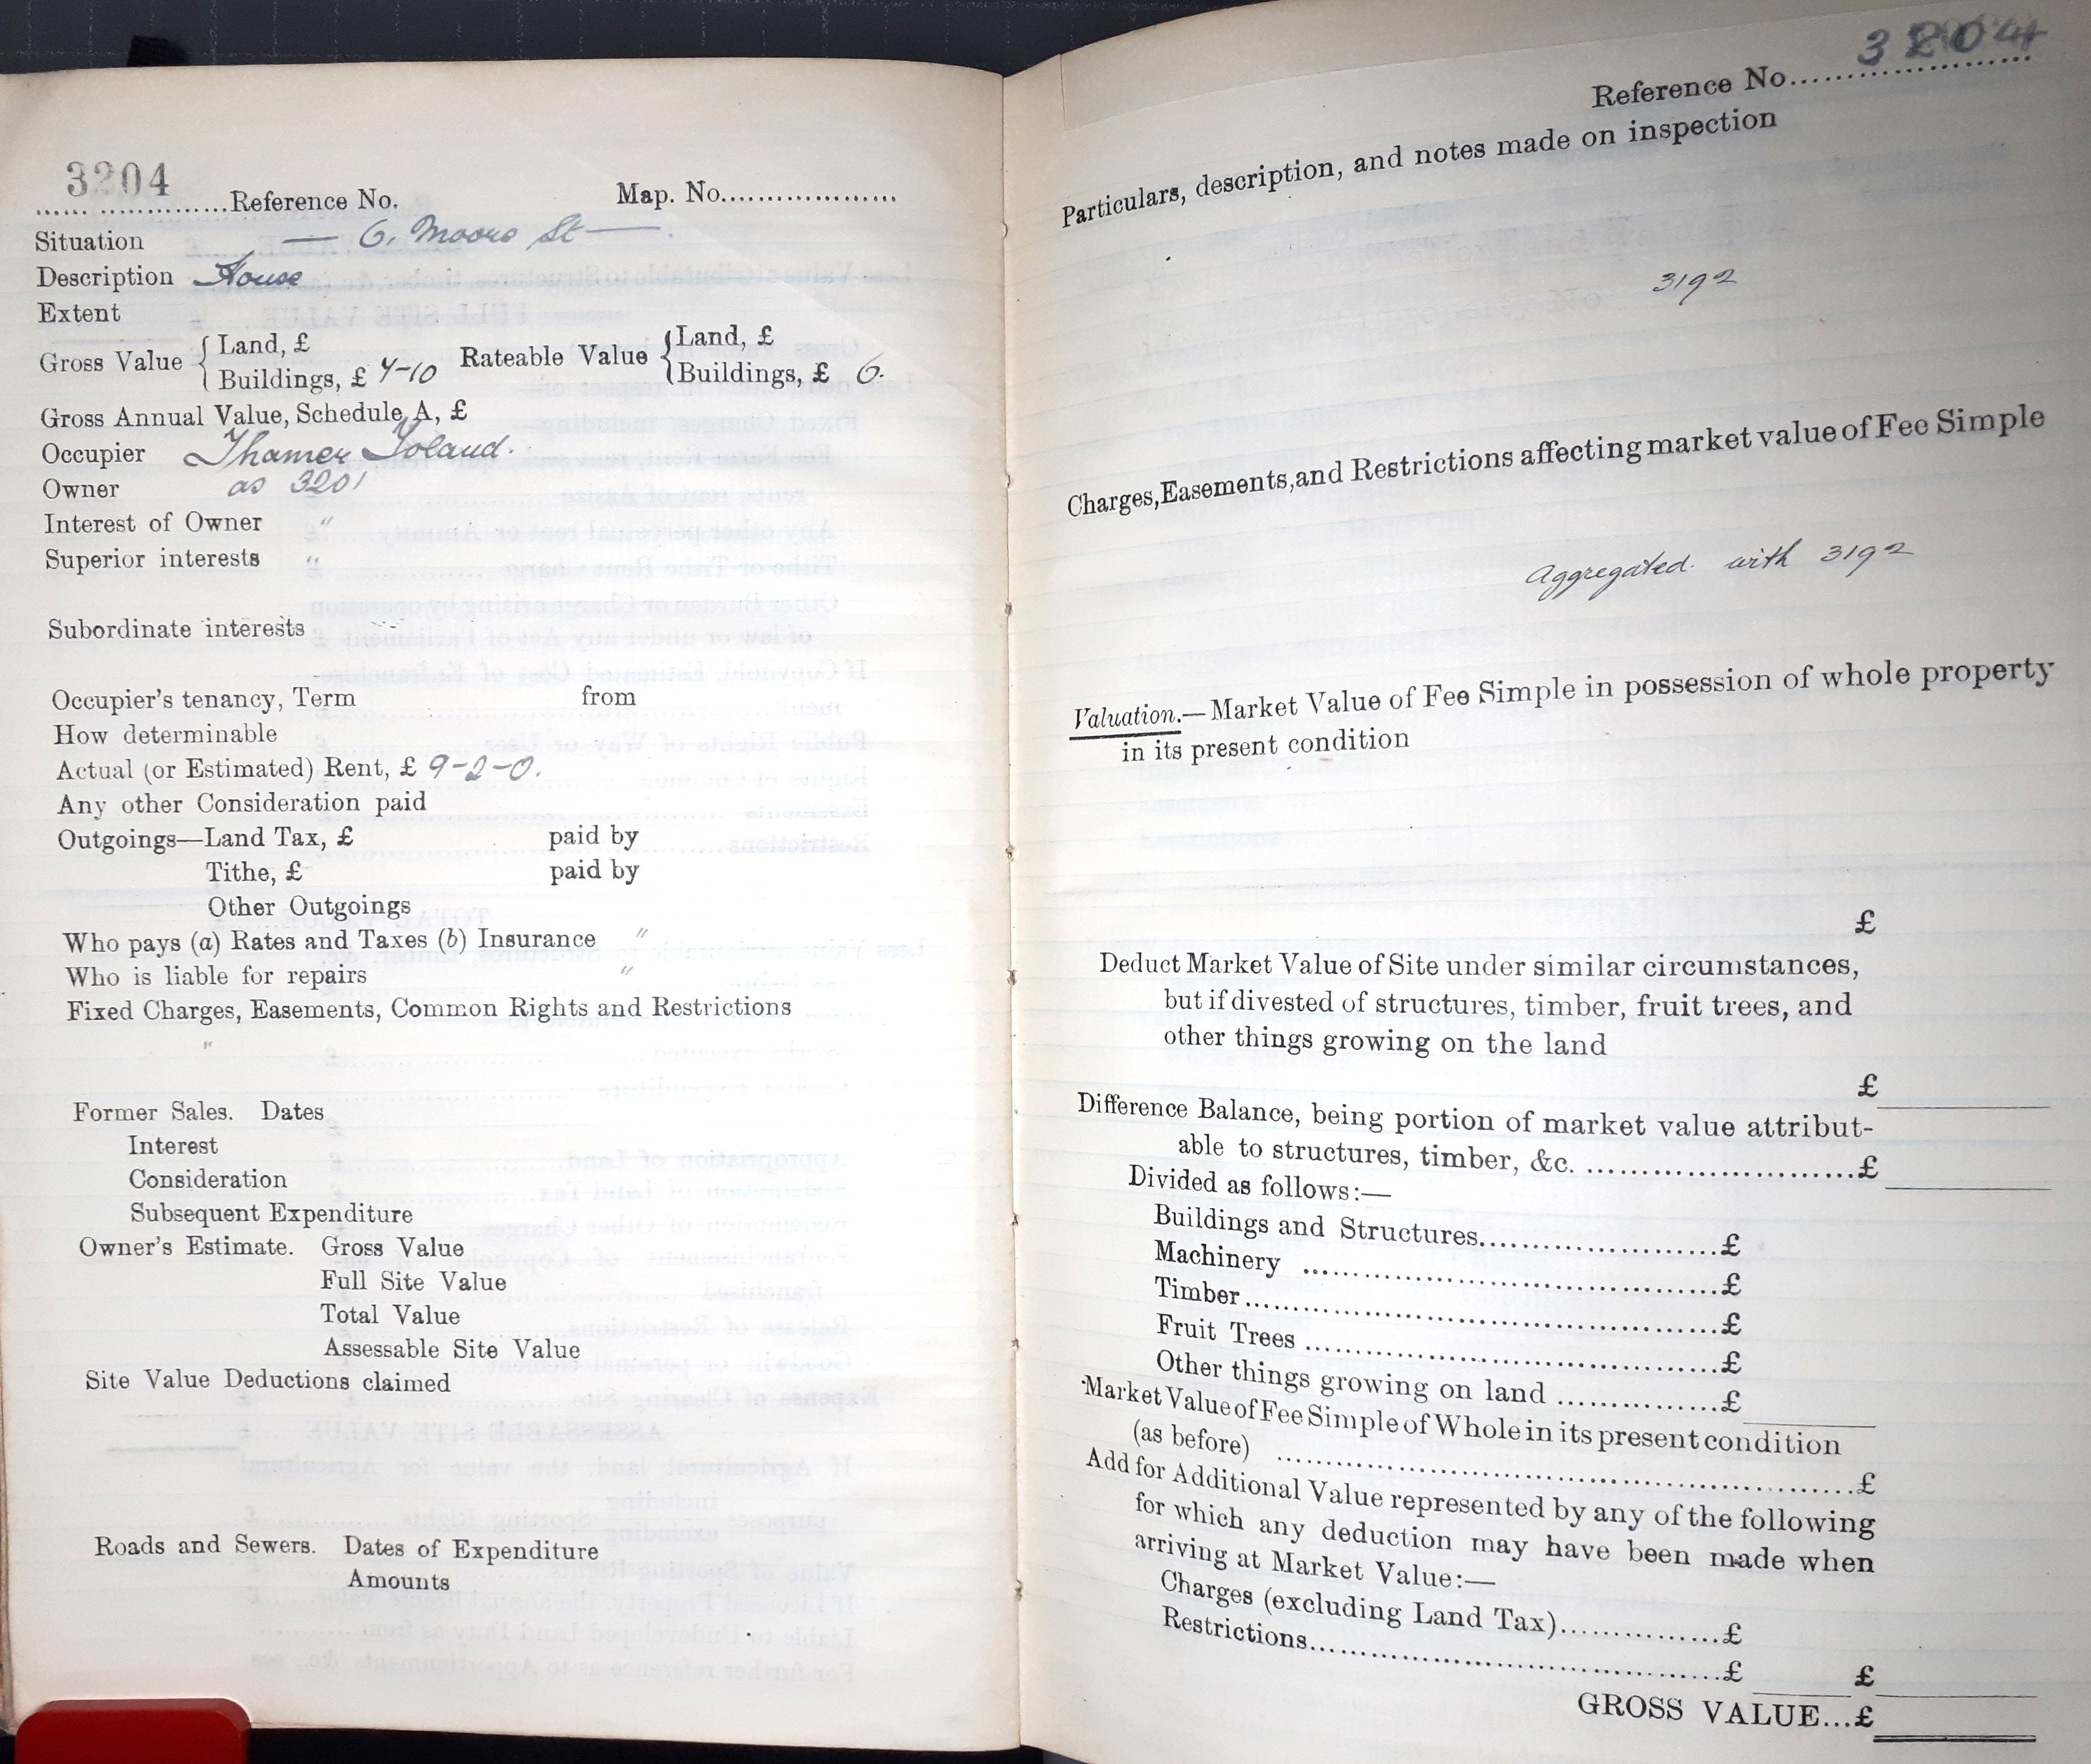 3204
...... ..............Reference No. Map. No...................
Situation — 6, Moors St —.
Description House
Extent
Gross Value { Land, £ Rateable Value { Land, £
Buildings, £ 7-10 Buildings, £ 6.
Gross Annual Value, Schedule A, £
Occupier
Owner as 3201
Interest of Owner "
Superior interests "
Subordinate interests
Occupier's tenancy, Term from
How determinable
Actual (or Estimated) Rent, £ 9-2-0.
Any other Consideration paid
Outgoings—Land Tax, £ paid by
Tithe, £ paid by
Other Outgoings
Who pays (a) Rates and Taxes (b) Insurance "
Who is liable for repairs "
Fixed Charges, Easements, Common Rights and Restrictions
"
Former Sales. Dates
Interest
Consideration
Subsequent Expenditure
Owner's Estimate. Gross Value
Full Site Value
Total Value
Assessable Site Value
Site Value Deductions claimed
Roads and Sewers. Dates of Expenditure
Amounts
3204
Reference No......................
Particulars, description, and notes made on inspection
3192
Charges, Easements, and Restrictions affecting market value of Fee Simple
Aggregated. with 3192
Valuation.—Market Value of Fee Simple in possession of whole property
in its present condition
£
Deduct Market Value of Site under similar circumstances,
but if divested of structures, timber, fruit trees, and
other things growing on the land
£
Difference Balance, being portion of market value attribut-
able to structures, timber, &c. ..........................£
Divided as follows:—
Buildings and Structures.......................£
Machinery .......................................£
Timber............................................£
Fruit Trees .......................................£
Other things growing on land ................£
Market Value of Fee Simple of Whole in its present condition
(as before) .......................................................£
Add for Additional Value represented by any of the following
for which any deduction may have been made when
arriving at Market Value:—
Charges (excluding Land Tax)...............£
Restrictions.......................................£ £
GROSS VALUE...£